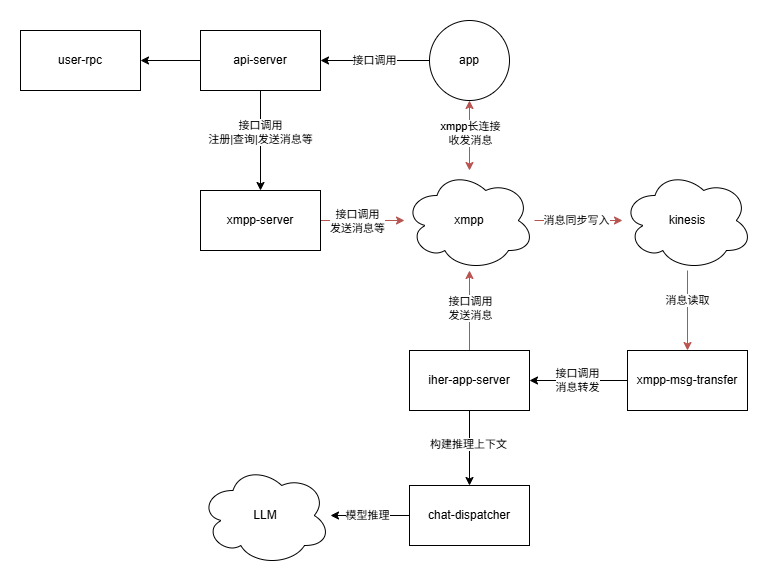 user-rpc
api-server
接口调用
app
接口调用
注册|查询|发送消息等
xmpp长连接
收发消息
xmpp-server
接口调用
发送消息等
xmpp
消息同步写入
kinesis
接口调用
发送消息
消息读取
iher-app-server
接口调用
消息转发
xmpp-msg-transfer
构建推理上下文
LLM
模型推理
chat-dispatcher